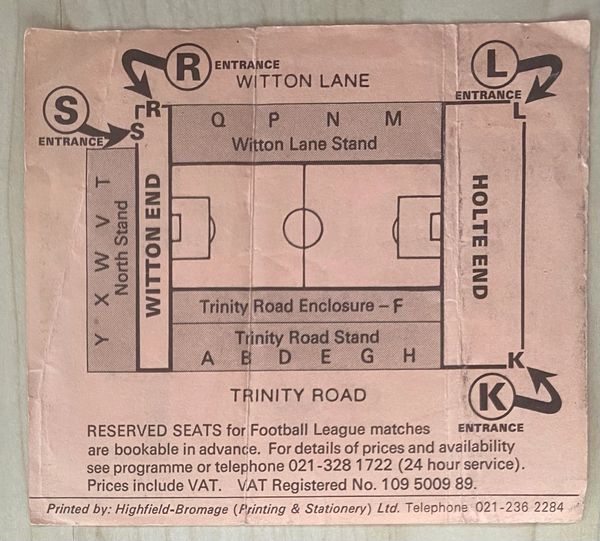 R ENTRANCE
L ENTRANCE
WITTON LANE
S ENTRANCE
R
S
L
Q P N M
Witton Lane Stand
Y X W V T
North Stand
WITTON END
HOLTE END
Trinity Road Enclosure – F
Trinity Road Stand
A B D E G H
K
TRINITY ROAD
K ENTRANCE
RESERVED SEATS for Football League matches
are bookable in advance. For details of prices and availability
see programme or telephone 021-328 1722 (24 hour service).
Prices include VAT. VAT Registered No. 109 5009 89.
Printed by: Highfield-Bromage (Printing & Stationery) Ltd. Telephone 021-236 2284